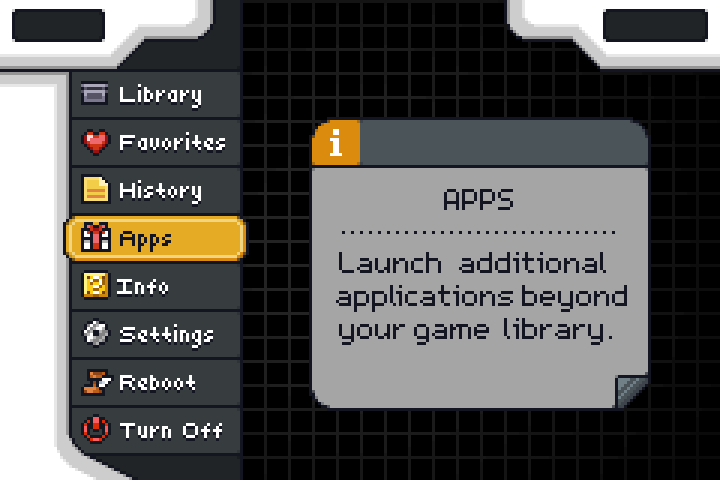 Library
Favorites
History
Apps
Info
Settings
Reboot
Turn Off
i
APPS
Launch additional
applications beyond
your game library.